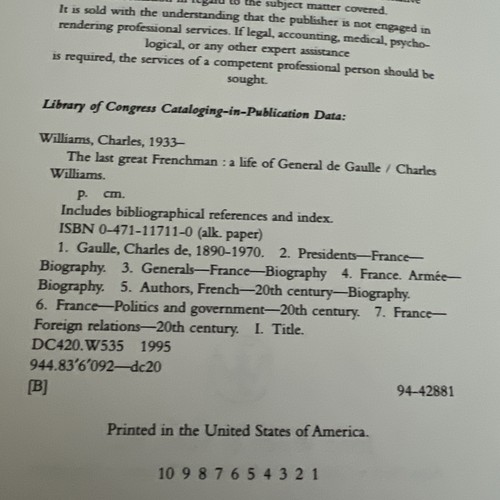 in regard to the subject matter covered.
It is sold with the understanding that the publisher is not engaged in
rendering professional services. If legal, accounting, medical, psycho-
logical, or any other expert assistance
is required, the services of a competent professional person should be
sought.
Library of Congress Cataloging-in-Publication Data:
Williams, Charles, 1933–
The last great Frenchman : a life of General de Gaulle / Charles
Williams.
p. cm.
Includes bibliographical references and index.
ISBN 0-471-11711-0 (alk. paper)
1. Gaulle, Charles de, 1890-1970. 2. Presidents—France—
Biography. 3. Generals—France—Biography 4. France. Armée—
Biography. 5. Authors, French—20th century—Biography.
6. France—Politics and government—20th century. 7. France—
Foreign relations—20th century. I. Title.
DC420.W535 1995
944.83′6′092—dc20
[B] 94-42881
Printed in the United States of America.
10 9 8 7 6 5 4 3 2 1